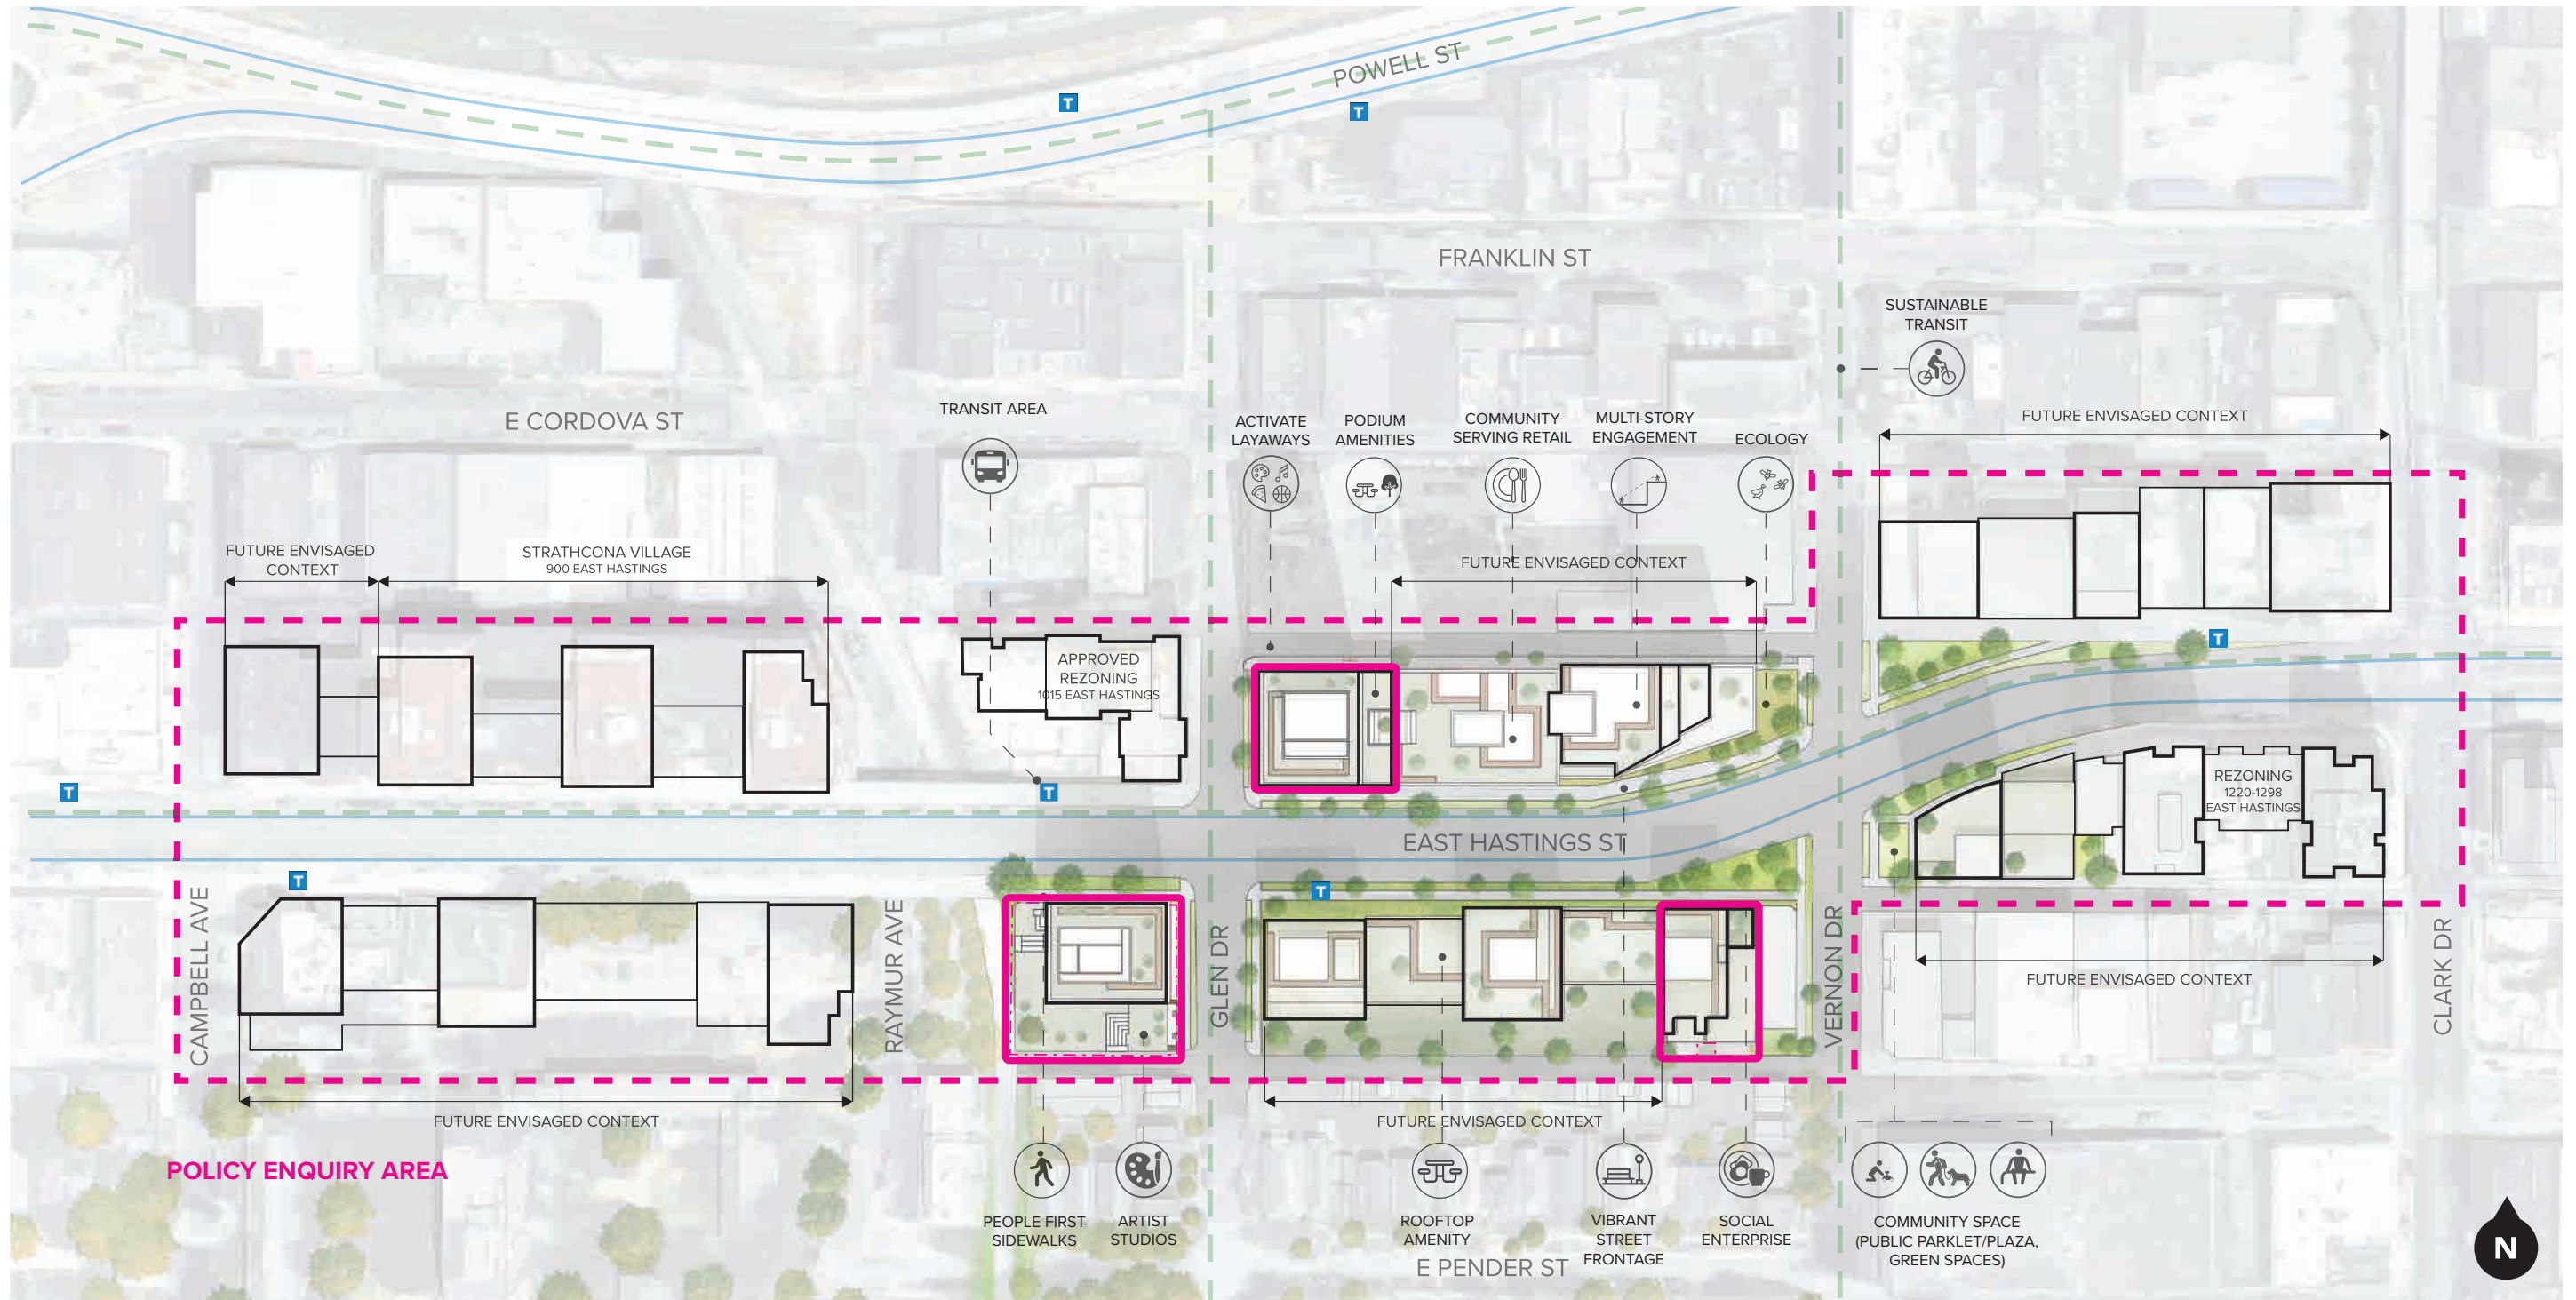 POWELL ST
T
T
FRANKLIN ST
SUSTAINABLE
TRANSIT
E CORDOVA ST
TRANSIT AREA
ACTIVATE
LAYAWAYS
PODIUM
AMENITIES
COMMUNITY
SERVING RETAIL
MULTI-STORY
ENGAGEMENT
ECOLOGY
FUTURE ENVISAGED CONTEXT
FUTURE ENVISAGED
CONTEXT
STRATHCONA VILLAGE
900 EAST HASTINGS
FUTURE ENVISAGED CONTEXT
APPROVED
REZONING
1015 EAST HASTINGS
T
T
T
REZONING
1220-1298
EAST HASTINGS
EAST HASTINGS ST
T
T
CAMPBELL AVE
RAYMUR AVE
GLEN DR
VERNON DR
CLARK DR
FUTURE ENVISAGED CONTEXT
FUTURE ENVISAGED CONTEXT
FUTURE ENVISAGED CONTEXT
POLICY ENQUIRY AREA
PEOPLE FIRST
SIDEWALKS
ARTIST
STUDIOS
ROOFTOP
AMENITY
VIBRANT
STREET
FRONTAGE
SOCIAL
ENTERPRISE
COMMUNITY SPACE
(PUBLIC PARKLET/PLAZA,
GREEN SPACES)
E PENDER ST
N